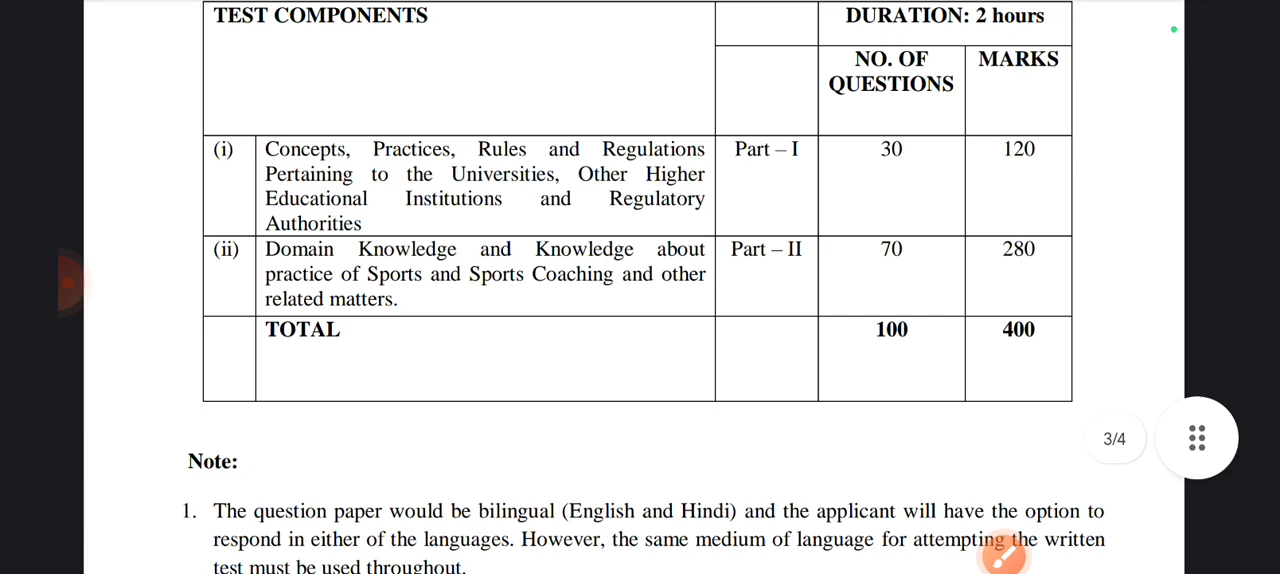 TEST COMPONENTS
DURATION: 2 hours
NO. OF QUESTIONS
MARKS
(i) Concepts, Practices, Rules and Regulations
Pertaining to the Universities, Other Higher
Educational Institutions and Regulatory
Authorities
Part – I
30
120
(ii) Domain Knowledge and Knowledge about
practice of Sports and Sports Coaching and other
related matters.
Part – II
70
280
TOTAL
100
400
3/4
Note:
1. The question paper would be bilingual (English and Hindi) and the applicant will have the option to
respond in either of the languages. However, the same medium of language for attempting the written
test must be used throughout.